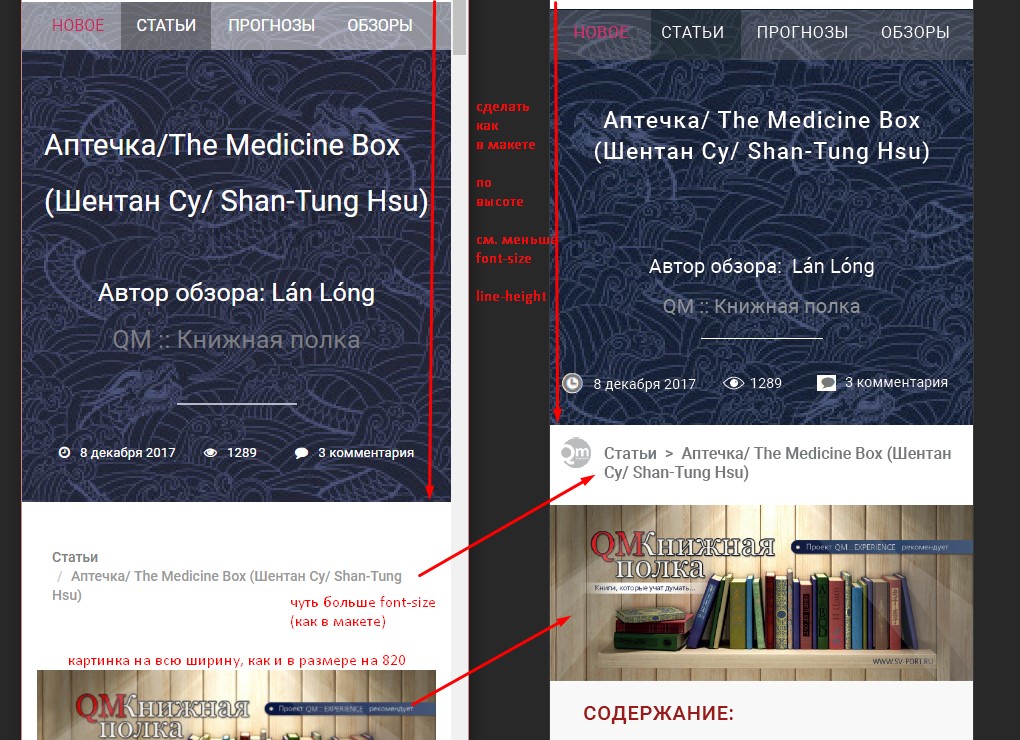 НОВОЕ СТАТЬИ ПРОГНОЗЫ ОБЗОРЫ
Аптечка/The Medicine Box
(Шентан Су/ Shan-Tung Hsu)
Автор обзора: Lán Lóng
QM :: Книжная полка
8 декабря 2017 1289 3 комментария
Статьи
/ Аптечка/ The Medicine Box (Шентан Су/ Shan-Tung
Hsu)
чуть больше font-size
(как в макете)
картинка на всю ширину, как и в размере на 820
QMКнижная
полка
Проект QM :: EXPERIENCE рекомендует
сделать
как
в макете
по
высоте
см. меньше
font-size
line-height
НОВОЕ СТАТЬИ ПРОГНОЗЫ ОБЗОРЫ
Аптечка/ The Medicine Box
(Шентан Су/ Shan-Tung Hsu)
Автор обзора: Lán Lóng
QM :: Книжная полка
8 декабря 2017 1289 3 комментария
Qm
Статьи > Аптечка/ The Medicine Box (Шентан
Су/ Shan-Tung Hsu)
QMКнижная
полка
Проект QM :: EXPERIENCE рекомендует
Книги, которые учат думать...
WWW.SV-PORT.RU
СОДЕРЖАНИЕ: